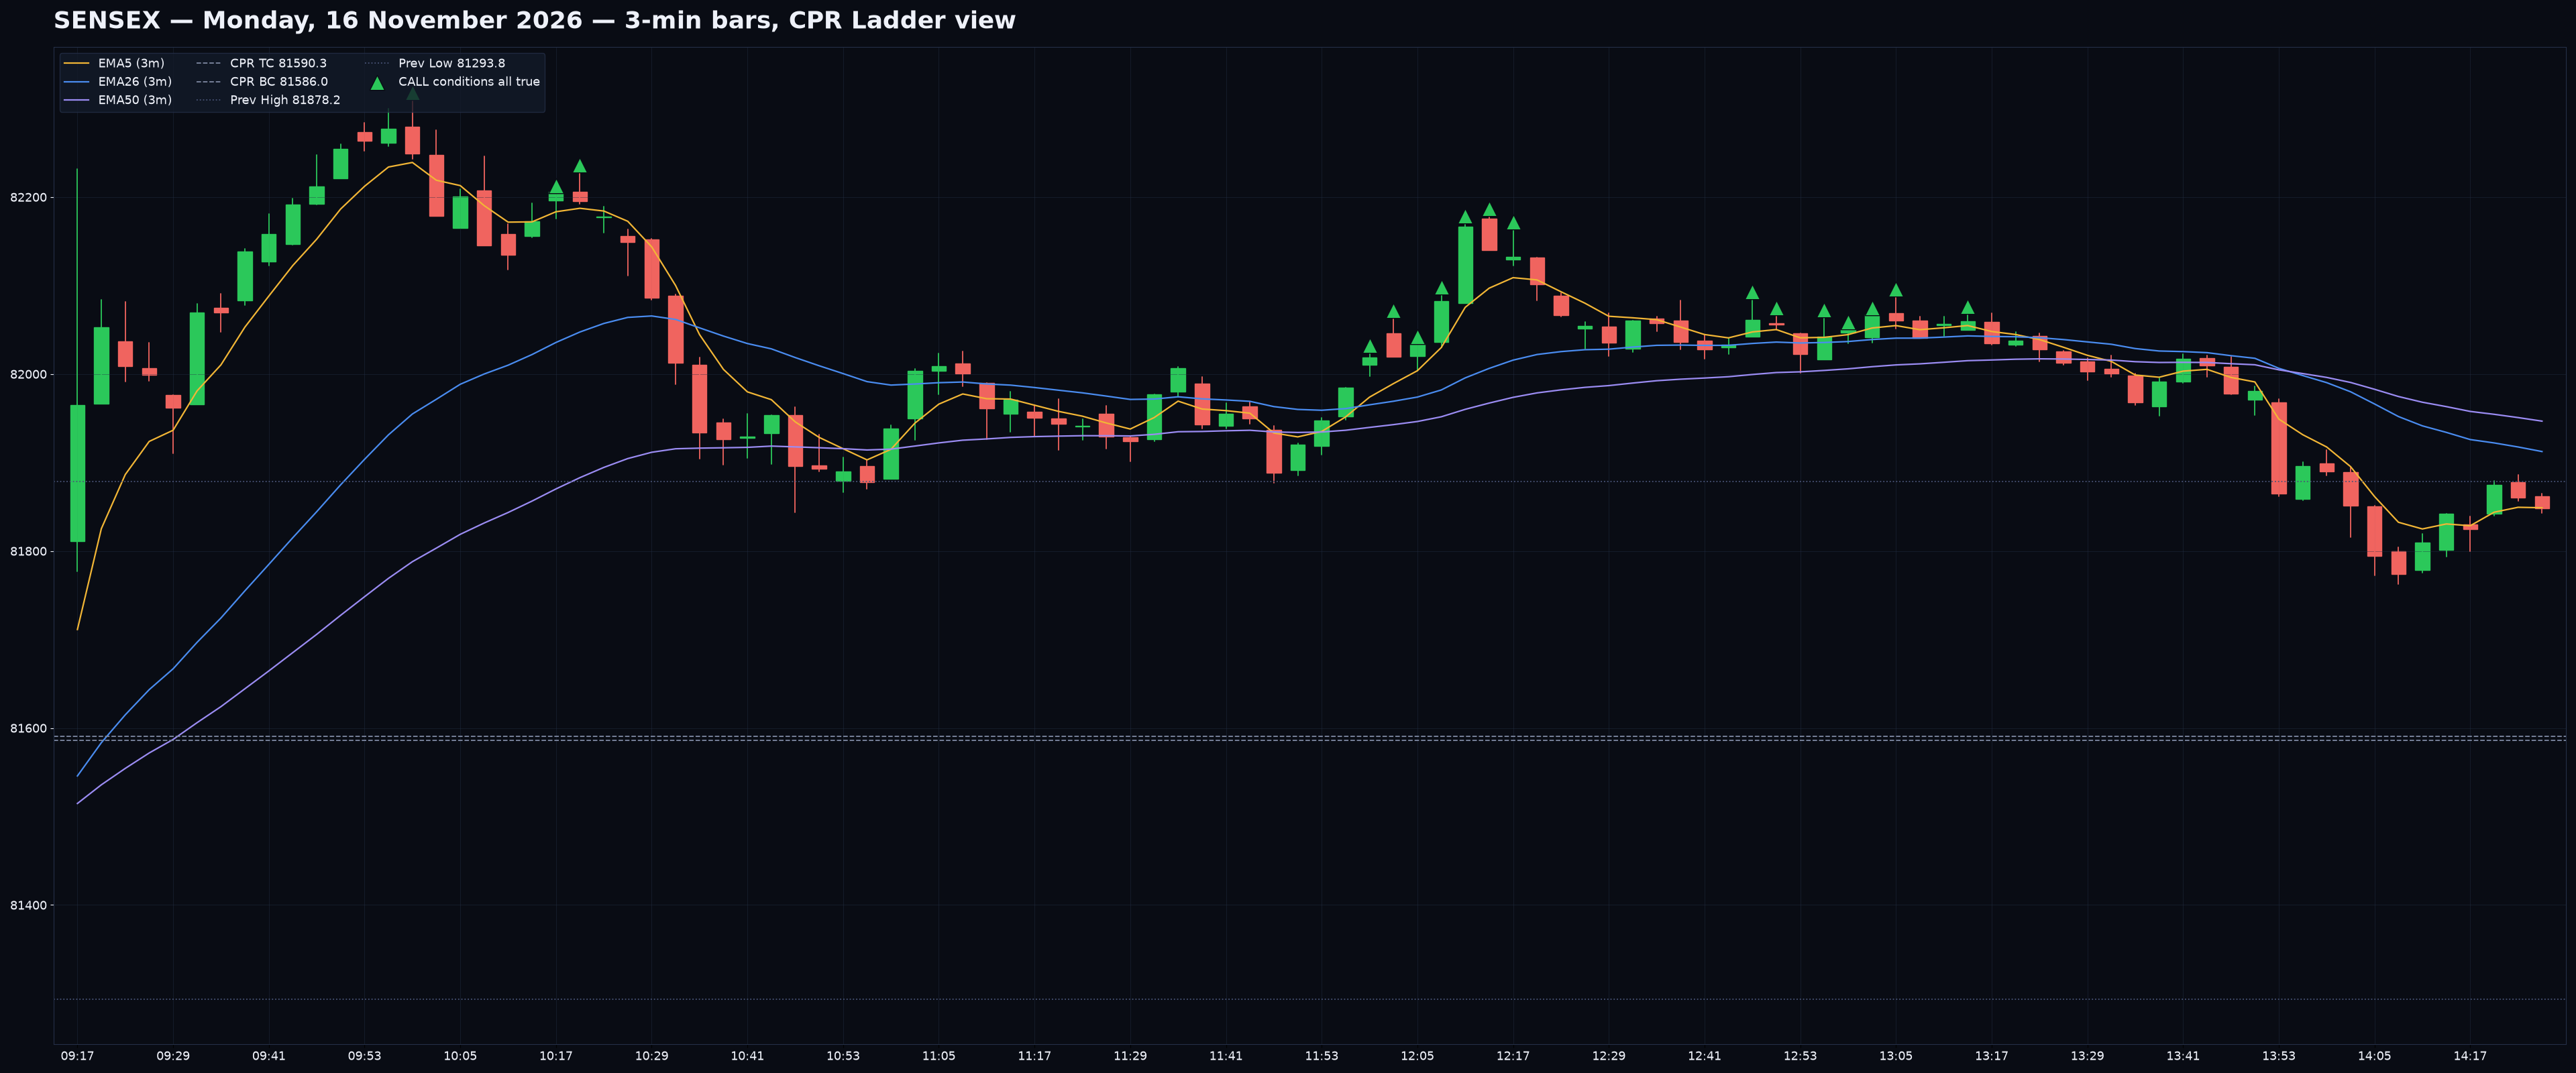 SENSEX — Monday, 16 November 2026 — 3-min bars, CPR Ladder view
EMA5 (3m)
EMA26 (3m)
EMA50 (3m)
CPR TC 81590.3
CPR BC 81586.0
Prev High 81878.2
Prev Low 81293.8
CALL conditions all true
82200
82000
81800
81600
81400
09:17 09:29 09:41 09:53 10:05 10:17 10:29 10:41 10:53 11:05 11:17 11:29 11:41 11:53 12:05 12:17 12:29 12:41 12:53 13:05 13:17 13:29 13:41 13:53 14:05 14:17